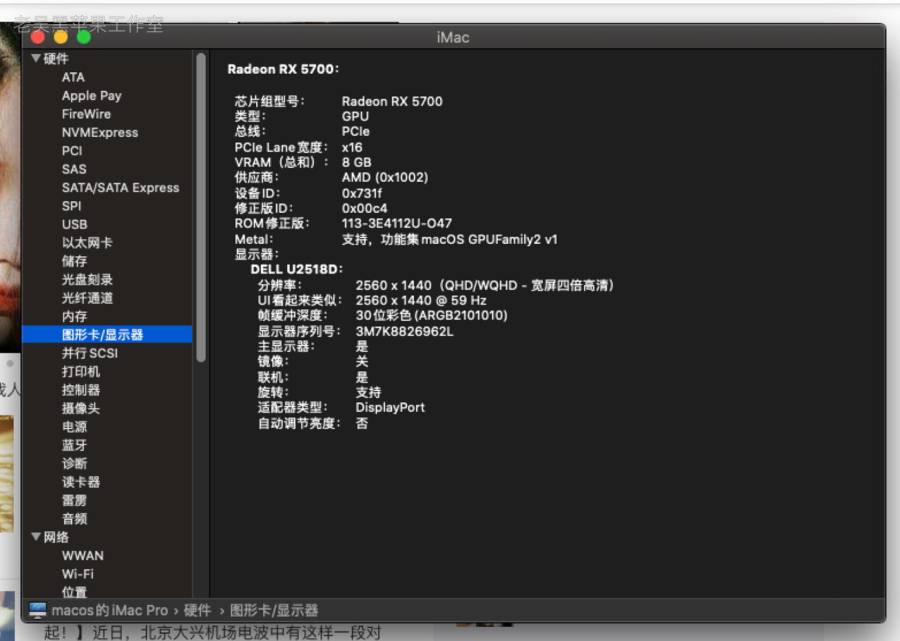 老吴黑苹果工作室
iMac
硬件
ATA
Apple Pay
FireWire
NVMExpress
PCI
SAS
SATA/SATA Express
SPI
USB
以太网卡
储存
光盘刻录
光纤通道
内存
图形卡/显示器
并行SCSI
打印机
控制器
摄像头
电源
蓝牙
诊断
读卡器
雷雳
音频
网络
WWAN
Wi-Fi
位置
Radeon RX 5700:
芯片组型号: Radeon RX 5700
类型: GPU
总线: PCIe
PCIe Lane宽度: x16
VRAM（总和）: 8 GB
供应商: AMD (0x1002)
设备ID: 0x731f
修正版ID: 0x00c4
ROM修正版: 113-3E4112U-O47
Metal: 支持，功能集macOS GPUFamily2 v1
显示器:
DELL U2518D:
分辨率: 2560 x 1440（QHD/WQHD - 宽屏四倍高清）
UI看起来类似: 2560 x 1440 @ 59 Hz
帧缓冲深度: 30位彩色(ARGB2101010)
显示器序列号: 3M7K8826962L
主显示器: 是
镜像: 关
联机: 是
旋转: 支持
适配器类型: DisplayPort
自动调节亮度: 否
macos的iMac Pro › 硬件 › 图形卡/显示器
找人
起！】近日，北京大兴机场电波中有这样一段对